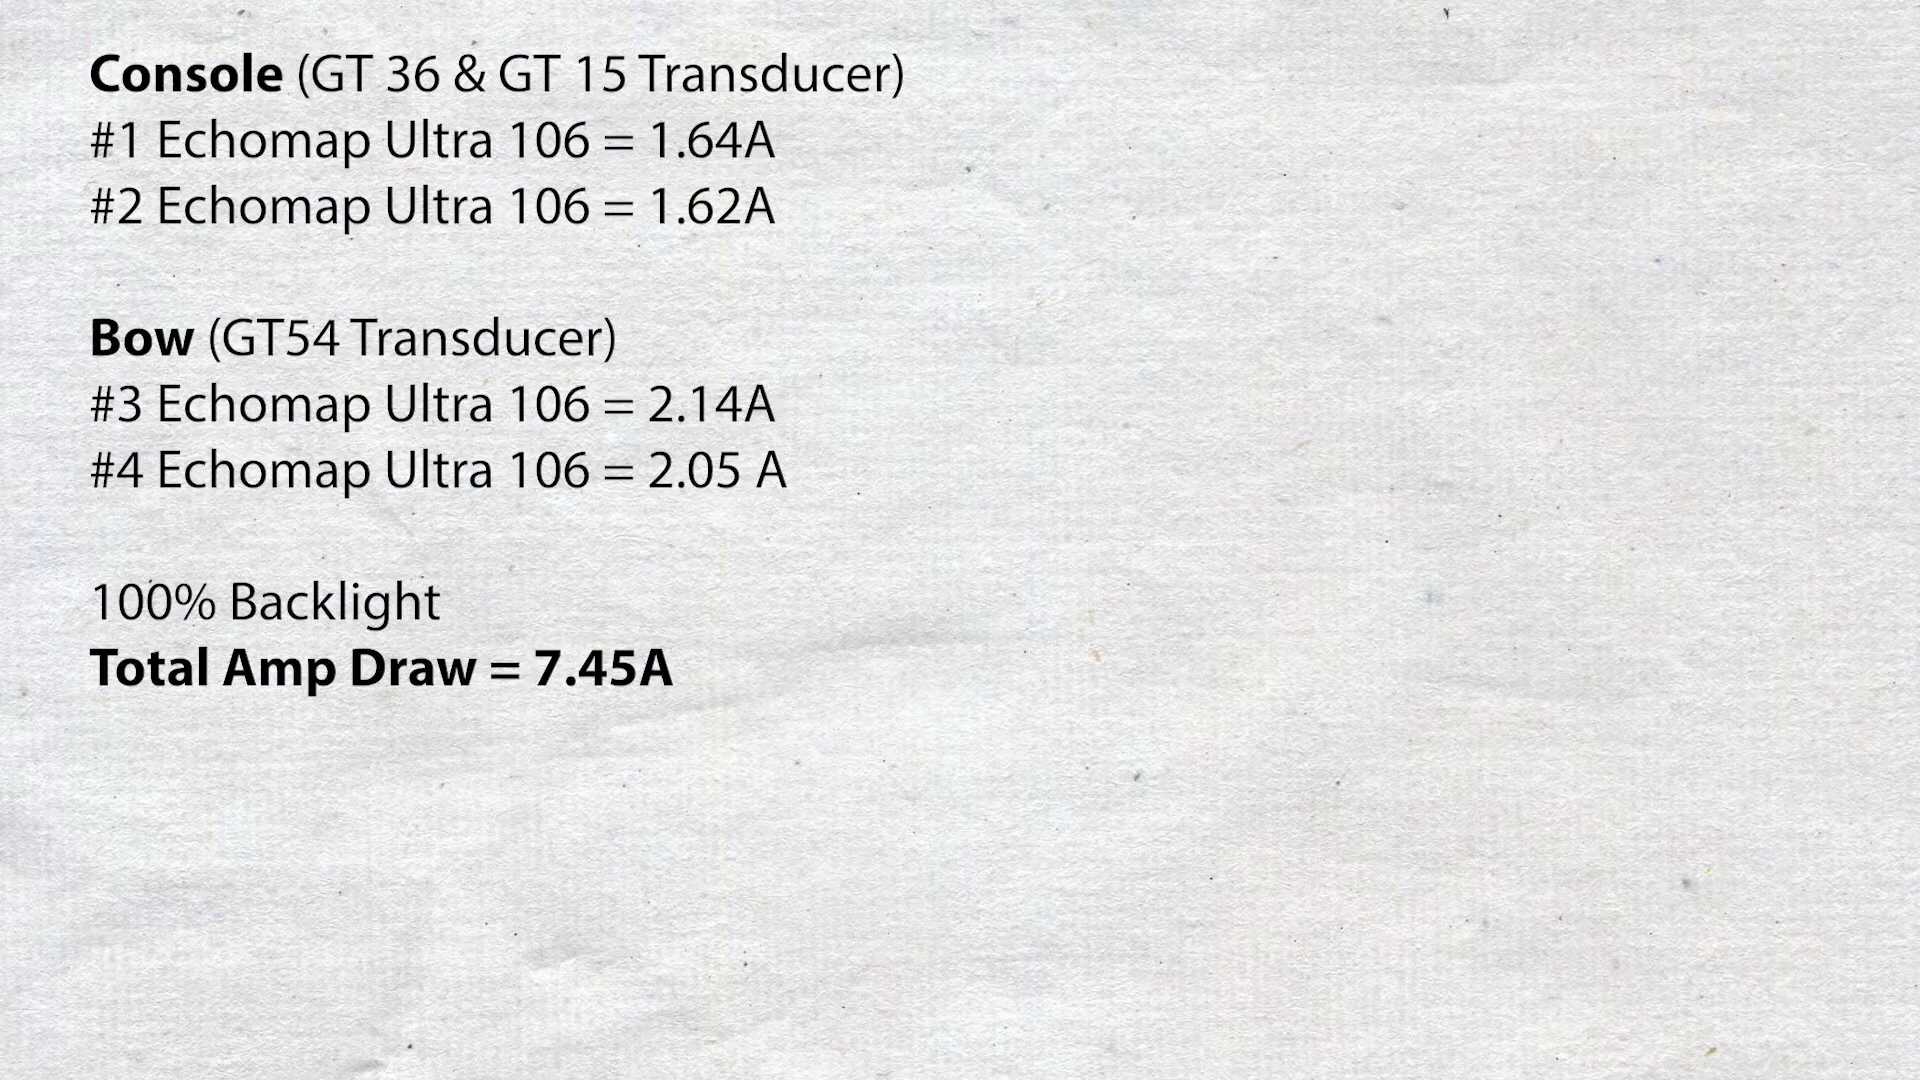 Console (GT 36 & GT 15 Transducer)
#1 Echomap Ultra 106 = 1.64A
#2 Echomap Ultra 106 = 1.62A
Bow (GT54 Transducer)
#3 Echomap Ultra 106 = 2.14A
#4 Echomap Ultra 106 = 2.05 A
100% Backlight
Total Amp Draw = 7.45A